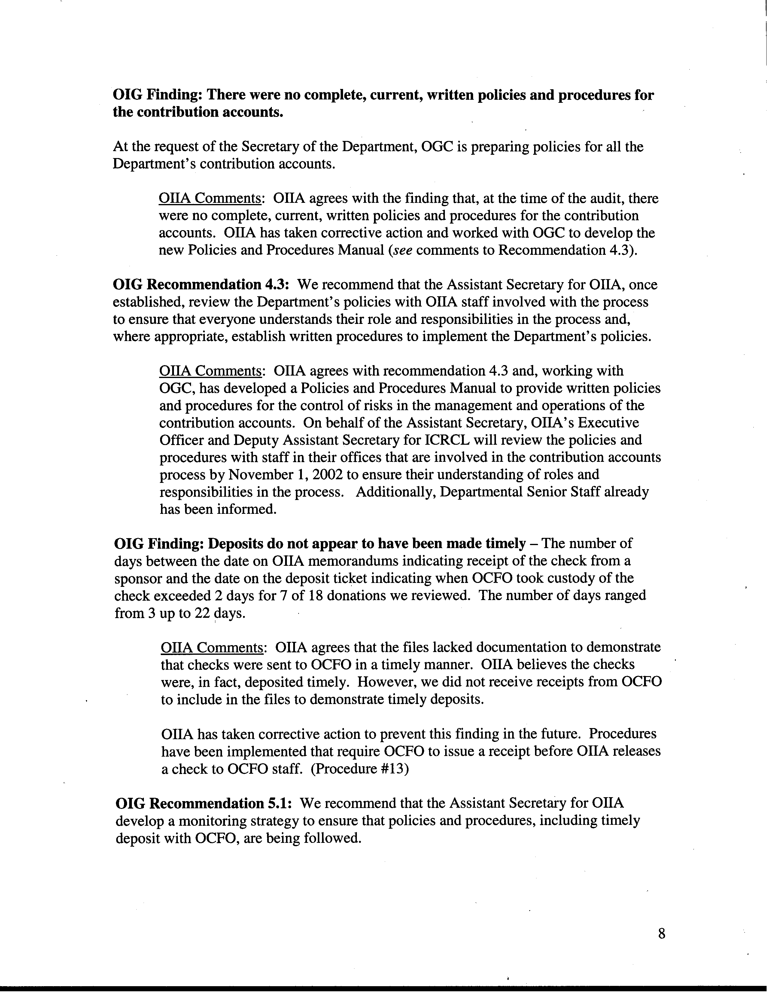 OIG Finding: There were no complete, current, written policies and procedures for
the contribution accounts.
At the request of the Secretary of the Department, OGC is preparing policies for all the
Department's contribution accounts.
OIIA Comments: OIIA agrees with the finding that, at the time of the audit, there
were no complete, current, written policies and procedures for the contribution
accounts. OIIA has taken corrective action and worked with OGC to develop the
new Policies and Procedures Manual (see comments to Recommendation 4.3).
OIG Recommendation 4.3: We recommend that the Assistant Secretary for OIIA, once
established, review the Department's policies with OIIA staff involved with the process
to ensure that everyone understands their role and responsibilities in the process and,
where appropriate, establish written procedures to implement the Department's policies.
OIIA Comments: OIIA agrees with recommendation 4.3 and, working with
OGC, has developed a Policies and Procedures Manual to provide written policies
and procedures for the control of risks in the management and operations of the
contribution accounts. On behalf of the Assistant Secretary, OIIA's Executive
Officer and Deputy Assistant Secretary for ICRCL will review the policies and
procedures with staff in their offices that are involved in the contribution accounts
process by November 1, 2002 to ensure their understanding of roles and
responsibilities in the process. Additionally, Departmental Senior Staff already
has been informed.
OIG Finding: Deposits do not appear to have been made timely – The number of
days between the date on OIIA memorandums indicating receipt of the check from a
sponsor and the date on the deposit ticket indicating when OCFO took custody of the
check exceeded 2 days for 7 of 18 donations we reviewed. The number of days ranged
from 3 up to 22 days.
OIIA Comments: OIIA agrees that the files lacked documentation to demonstrate
that checks were sent to OCFO in a timely manner. OIIA believes the checks
were, in fact, deposited timely. However, we did not receive receipts from OCFO
to include in the files to demonstrate timely deposits.
OIIA has taken corrective action to prevent this finding in the future. Procedures
have been implemented that require OCFO to issue a receipt before OIIA releases
a check to OCFO staff. (Procedure #13)
OIG Recommendation 5.1: We recommend that the Assistant Secretary for OIIA
develop a monitoring strategy to ensure that policies and procedures, including timely
deposit with OCFO, are being followed.
8